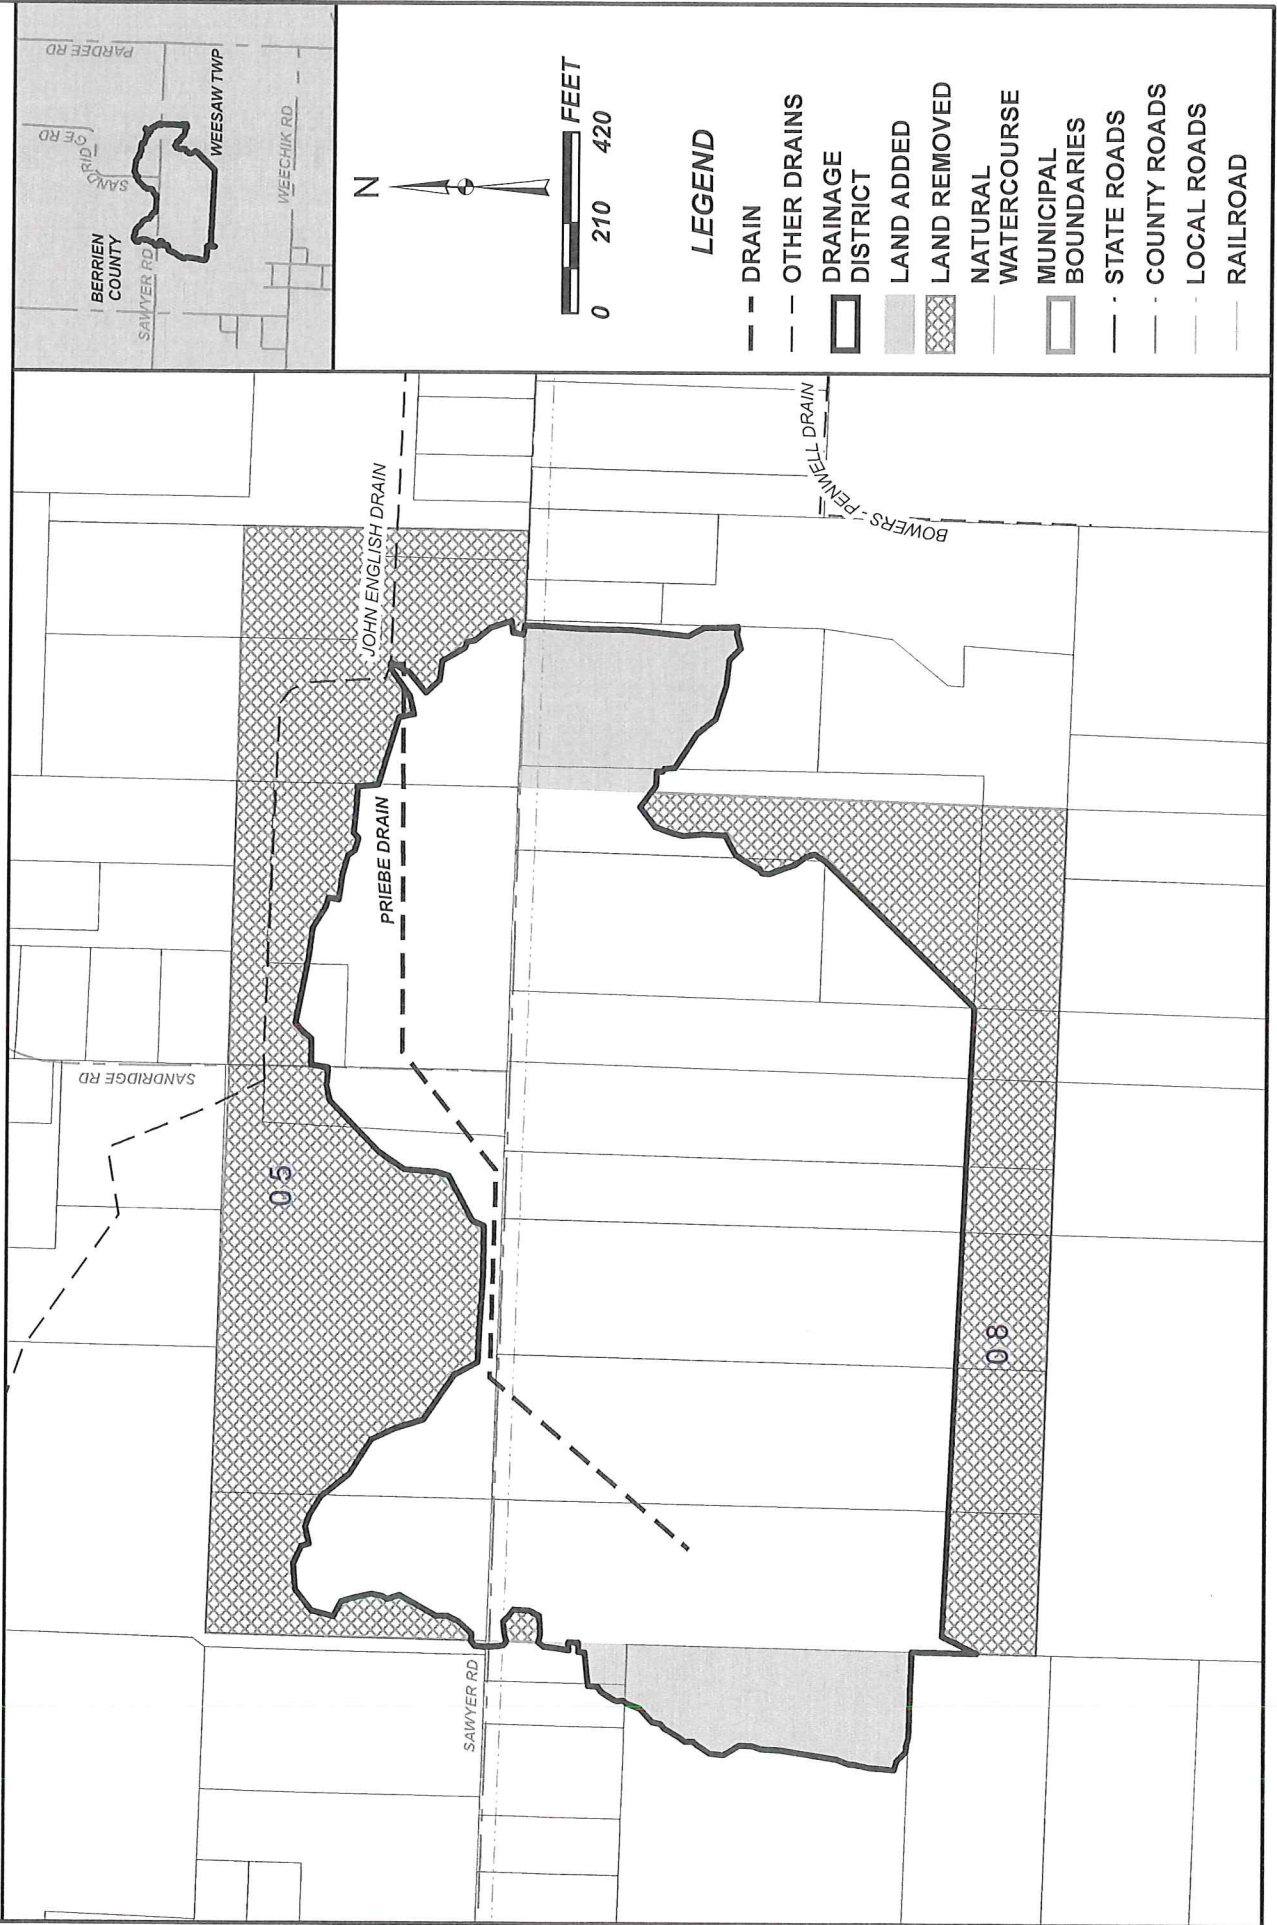 PARDEE RD
SANDRIDGE RD
BERRIEN
COUNTY
SAWYER RD
WEESAW TWP
WEECHIK RD
N
FEET
0 210 420
LEGEND
DRAIN
OTHER DRAINS
DRAINAGE
DISTRICT
LAND ADDED
LAND REMOVED
NATURAL
WATERCOURSE
MUNICIPAL
BOUNDARIES
STATE ROADS
COUNTY ROADS
LOCAL ROADS
RAILROAD
JOHN ENGLISH DRAIN
PRIEBE DRAIN
BOWERS - PENWELL DRAIN
SANDRIDGE RD
05
SAWYER RD
08